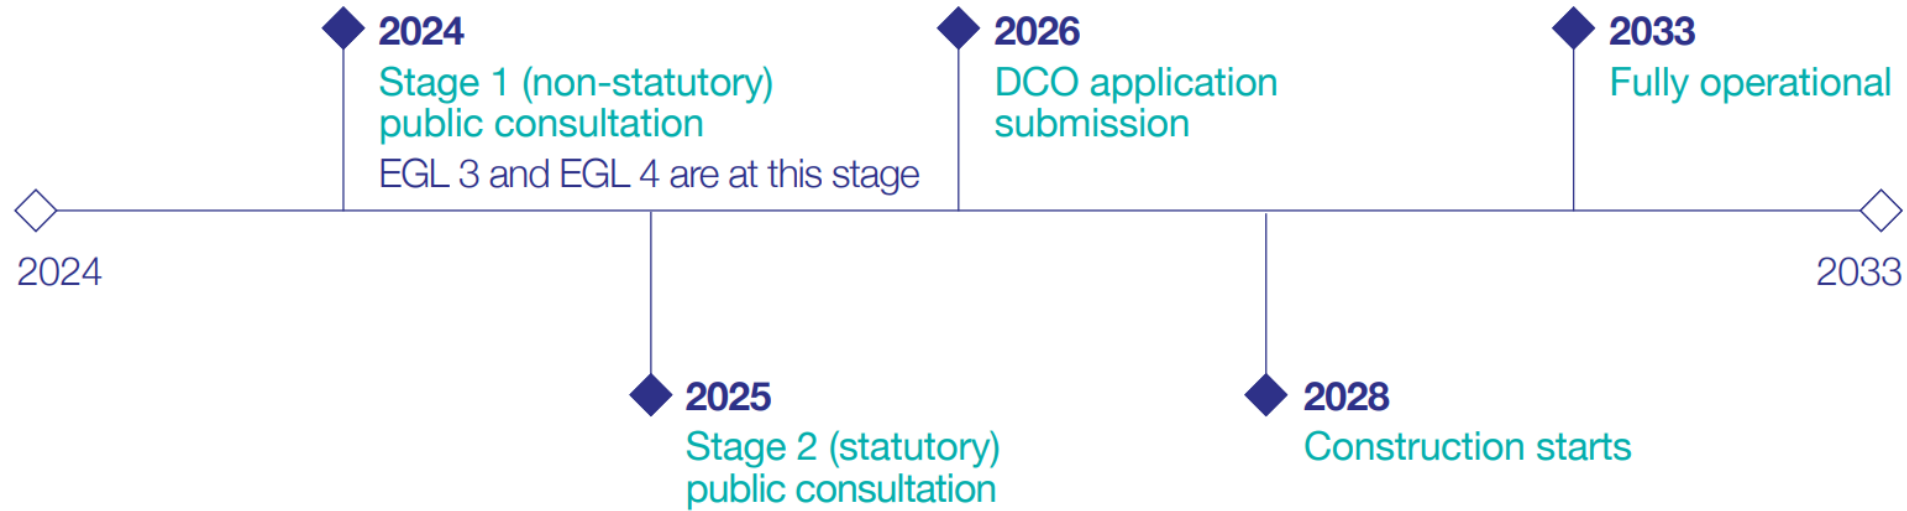 2024
Stage 1 (non-statutory)
public consultation
EGL 3 and EGL 4 are at this stage
2026
DCO application
submission
2033
Fully operational
2024
2033
2025
Stage 2 (statutory)
public consultation
2028
Construction starts